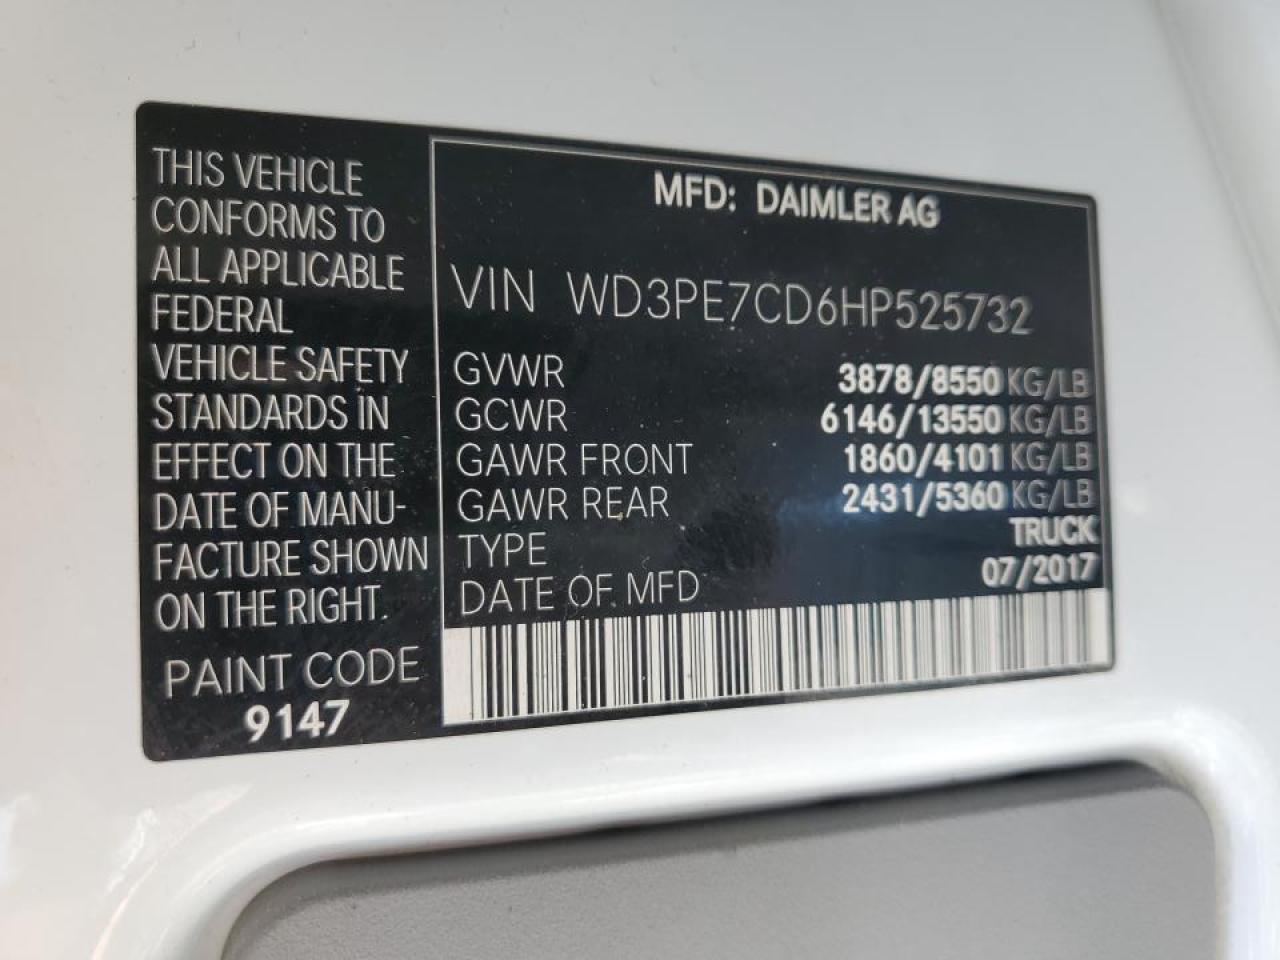 THIS VEHICLE
CONFORMS TO
ALL APPLICABLE
FEDERAL
VEHICLE SAFETY
STANDARDS IN
EFFECT ON THE
DATE OF MANU-
FACTURE SHOWN
ON THE RIGHT.
PAINT CODE
9147
MFD: DAIMLER AG
VIN WD3PE7CD6HP525732
GVWR 3878/8550 KG/LB
GCWR 6146/13550 KG/LB
GAWR FRONT 1860/4101 KG/LB
GAWR REAR 2431/5360 KG/LB
TYPE TRUCK
DATE OF MFD 07/2017